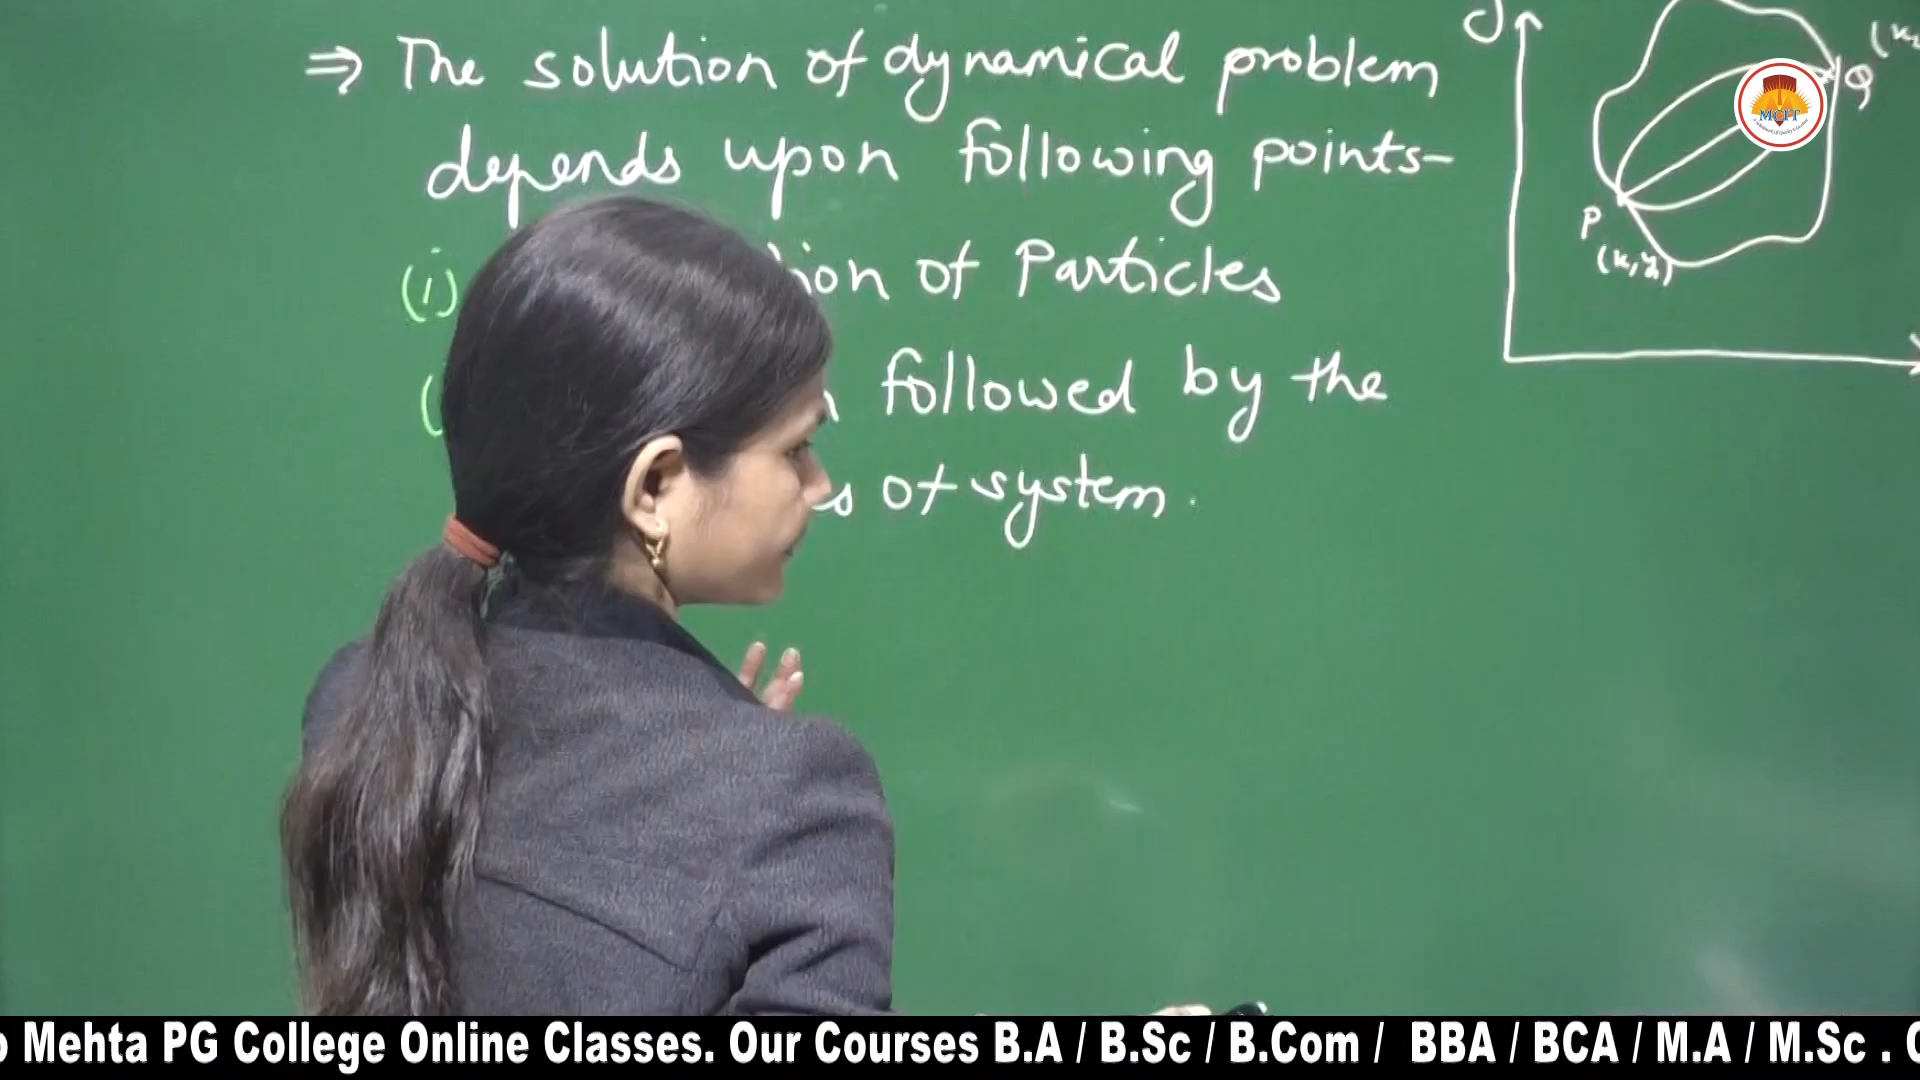 ⇒ The solution of dynamical problem
depends upon following points-
(i) of Particles
followed by the
of system.
P
(x, y)
Q
MCPT
Mehta PG College Online Classes. Our Courses B.A / B.Sc / B.Com / BBA / BCA / M.A / M.Sc .